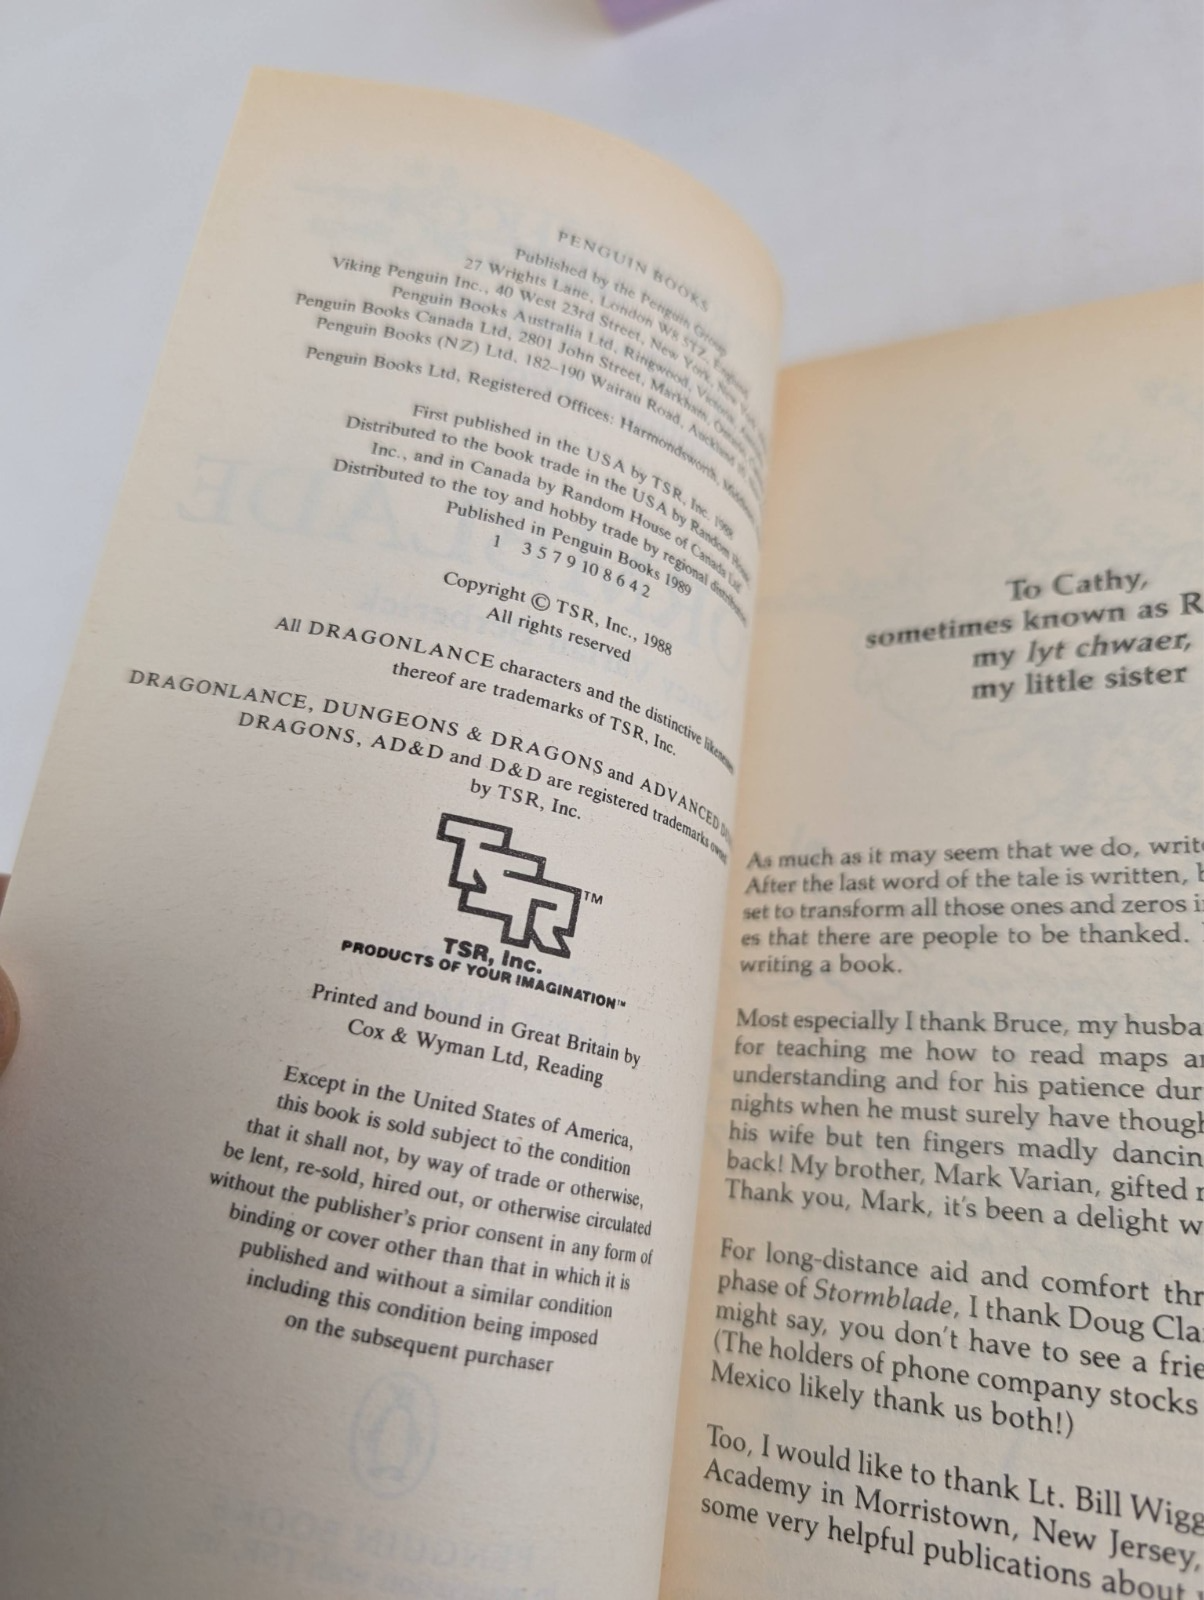 PENGUIN BOOKS
Published by the Penguin Group
27 Wrights Lane, London W8 5TZ, England
Viking Penguin Inc., 40 West 23rd Street, New York, New York
Penguin Books Australia Ltd, Ringwood, Victoria,
Penguin Books Canada Ltd, 2801 John Street, Markham, Ontario,
Penguin Books (NZ) Ltd, 182–190 Wairau Road, Auckland 10,
Penguin Books Ltd, Registered Offices: Harmondsworth,
First published in the USA by TSR, Inc. 1988
Distributed to the book trade in the USA by Random House,
Inc., and in Canada by Random House of Canada Ltd.
Distributed to the toy and hobby trade by regional distributors
Published in Penguin Books 1989
1 3 5 7 9 10 8 6 4 2
Copyright © TSR, Inc., 1988
All rights reserved
All DRAGONLANCE characters and the distinctive likenesses
thereof are trademarks of TSR, Inc.
DRAGONLANCE, DUNGEONS & DRAGONS and ADVANCED
DRAGONS, AD&D and D&D are registered trademarks owned
by TSR, Inc.
TSR™
TSR, Inc.
PRODUCTS OF YOUR IMAGINATION™
Printed and bound in Great Britain by
Cox & Wyman Ltd, Reading
Except in the United States of America,
this book is sold subject to the condition
that it shall not, by way of trade or otherwise,
be lent, re-sold, hired out, or otherwise circulated
without the publisher's prior consent in any form of
binding or cover other than that in which it is
published and without a similar condition
including this condition being imposed
on the subsequent purchaser
To Cathy,
sometimes known as R
my lyt chwaer,
my little sister
As much as it may seem that we do, write
After the last word of the tale is written, b
set to transform all those ones and zeros i
es that there are people to be thanked.
writing a book.
Most especially I thank Bruce, my husba
for teaching me how to read maps a
understanding and for his patience dur
nights when he must surely have though
his wife but ten fingers madly dancin
back! My brother, Mark Varian, gifted
Thank you, Mark, it's been a delight w
For long-distance aid and comfort thr
phase of Stormblade, I thank Doug Cla
might say, you don't have to see a frie
(The holders of phone company stocks
Mexico likely thank us both!)
Too, I would like to thank Lt. Bill Wigg
Academy in Morristown, New Jersey,
some very helpful publications about